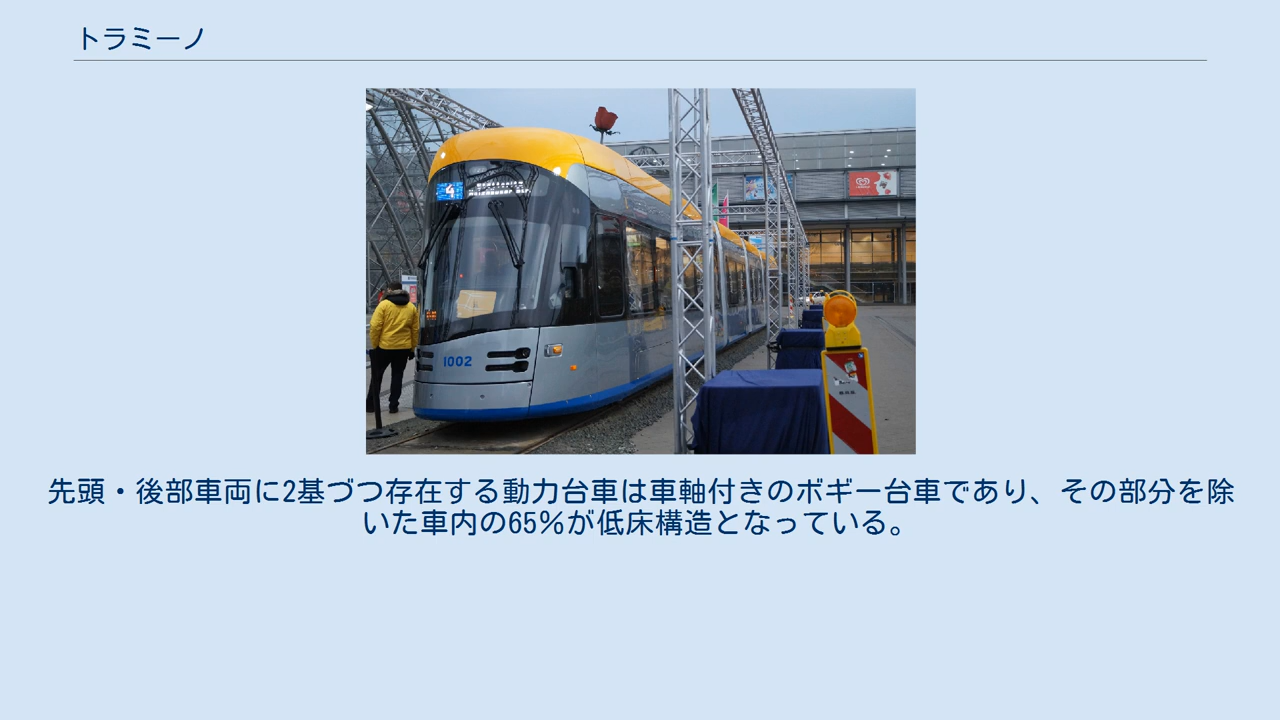 トラミーノ
4
1002
先頭・後部車両に2基づつ存在する動力台車は車軸付きのボギー台車であり、その部分を除
いた車内の65％が低床構造となっている。